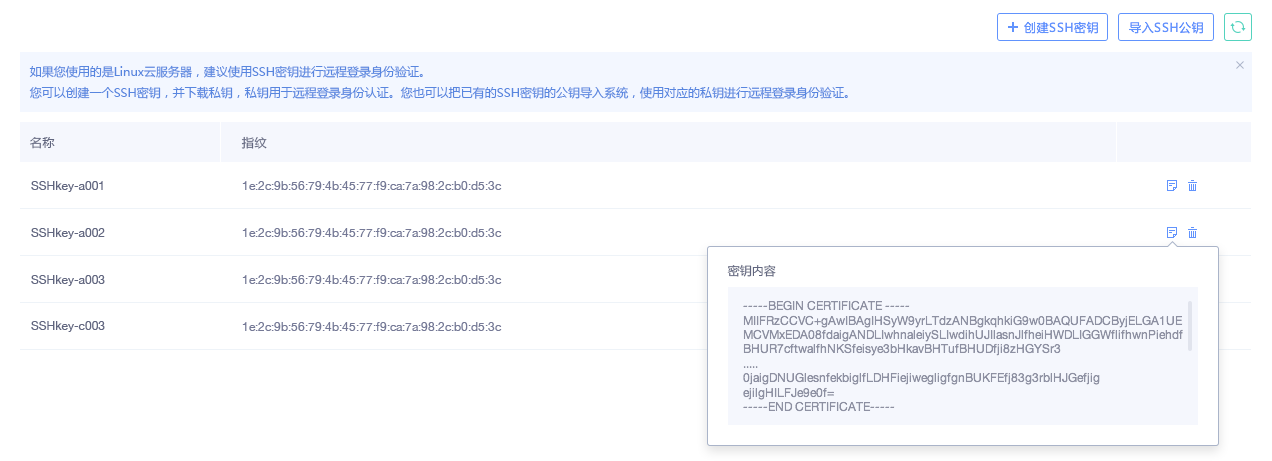 创建SSH密钥
导入SSH公钥
如果您使用的是Linux云服务器，建议使用SSH密钥进行远程登录身份验证。
您可以创建一个SSH密钥，并下载私钥，私钥用于远程登录身份认证。您也可以把已有的SSH密钥的公钥导入系统，使用对应的私钥进行远程登录身份验证。
名称 指纹
SSHkey-a001 1e:2c:9b:56:79:4b:45:77:f9:ca:7a:98:2c:b0:d5:3c
SSHkey-a002 1e:2c:9b:56:79:4b:45:77:f9:ca:7a:98:2c:b0:d5:3c
SSHkey-a003 1e:2c:9b:56:79:4b:45:77:f9:ca:7a:98:2c:b0:d5:3c
SSHkey-c003 1e:2c:9b:56:79:4b:45:77:f9:ca:7a:98:2c:b0:d5:3c
密钥内容
-----BEGIN CERTIFICATE -----
MIIFRzCCVC+gAwIBAgIHSyW9yrLTdzANBgkqhkiG9w0BAQUFADCByjELGA1UE
MCVMxEDA08fdaigANDLIwhnaleiySLIwdihUJIIasnJIfheiHWDLIGGWflifhwnPiehdf
BHUR7cftwalfhNKSfeisye3bHkavBHTufBHUDfji8zHGYSr3
.....
0jaigDNUGlesnfekbiglfLDHFiejiwegligfgnBUKFEfj83g3rblHJGefjig
ejilgHILFJe9e0f=
-----END CERTIFICATE-----